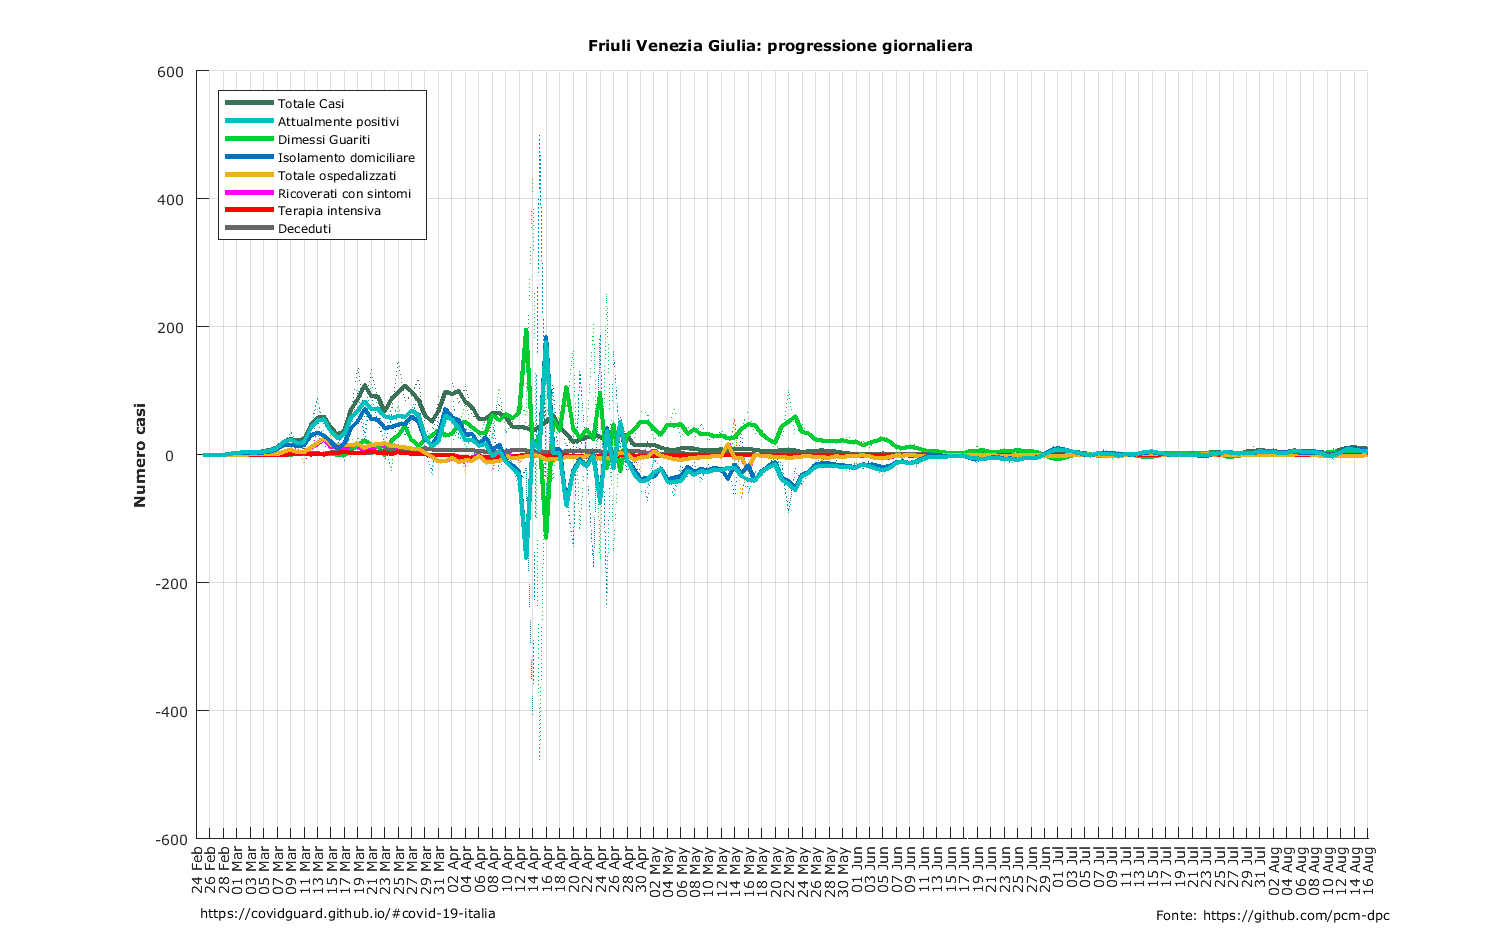 Friuli Venezia Giulia: progressione giornaliera
600
400
200
0
-200
-400
-600
Numero casi
Totale Casi
Attualmente positivi
Dimessi Guariti
Isolamento domiciliare
Totale ospedalizzati
Ricoverati con sintomi
Terapia intensiva
Deceduti
24 Feb
26 Feb
28 Feb
01 Mar
03 Mar
05 Mar
07 Mar
09 Mar
11 Mar
13 Mar
15 Mar
17 Mar
19 Mar
21 Mar
23 Mar
25 Mar
27 Mar
29 Mar
31 Mar
02 Apr
04 Apr
06 Apr
08 Apr
10 Apr
12 Apr
14 Apr
16 Apr
18 Apr
20 Apr
22 Apr
24 Apr
26 Apr
28 Apr
30 Apr
02 May
04 May
06 May
08 May
10 May
12 May
14 May
16 May
18 May
20 May
22 May
24 May
26 May
28 May
30 May
01 Jun
03 Jun
05 Jun
07 Jun
09 Jun
11 Jun
13 Jun
15 Jun
17 Jun
19 Jun
21 Jun
23 Jun
25 Jun
27 Jun
29 Jun
01 Jul
03 Jul
05 Jul
07 Jul
09 Jul
11 Jul
13 Jul
15 Jul
17 Jul
19 Jul
21 Jul
23 Jul
25 Jul
27 Jul
29 Jul
31 Jul
02 Aug
04 Aug
06 Aug
08 Aug
10 Aug
12 Aug
14 Aug
16 Aug
https://covidguard.github.io/#covid-19-italia
Fonte: https://github.com/pcm-dpc